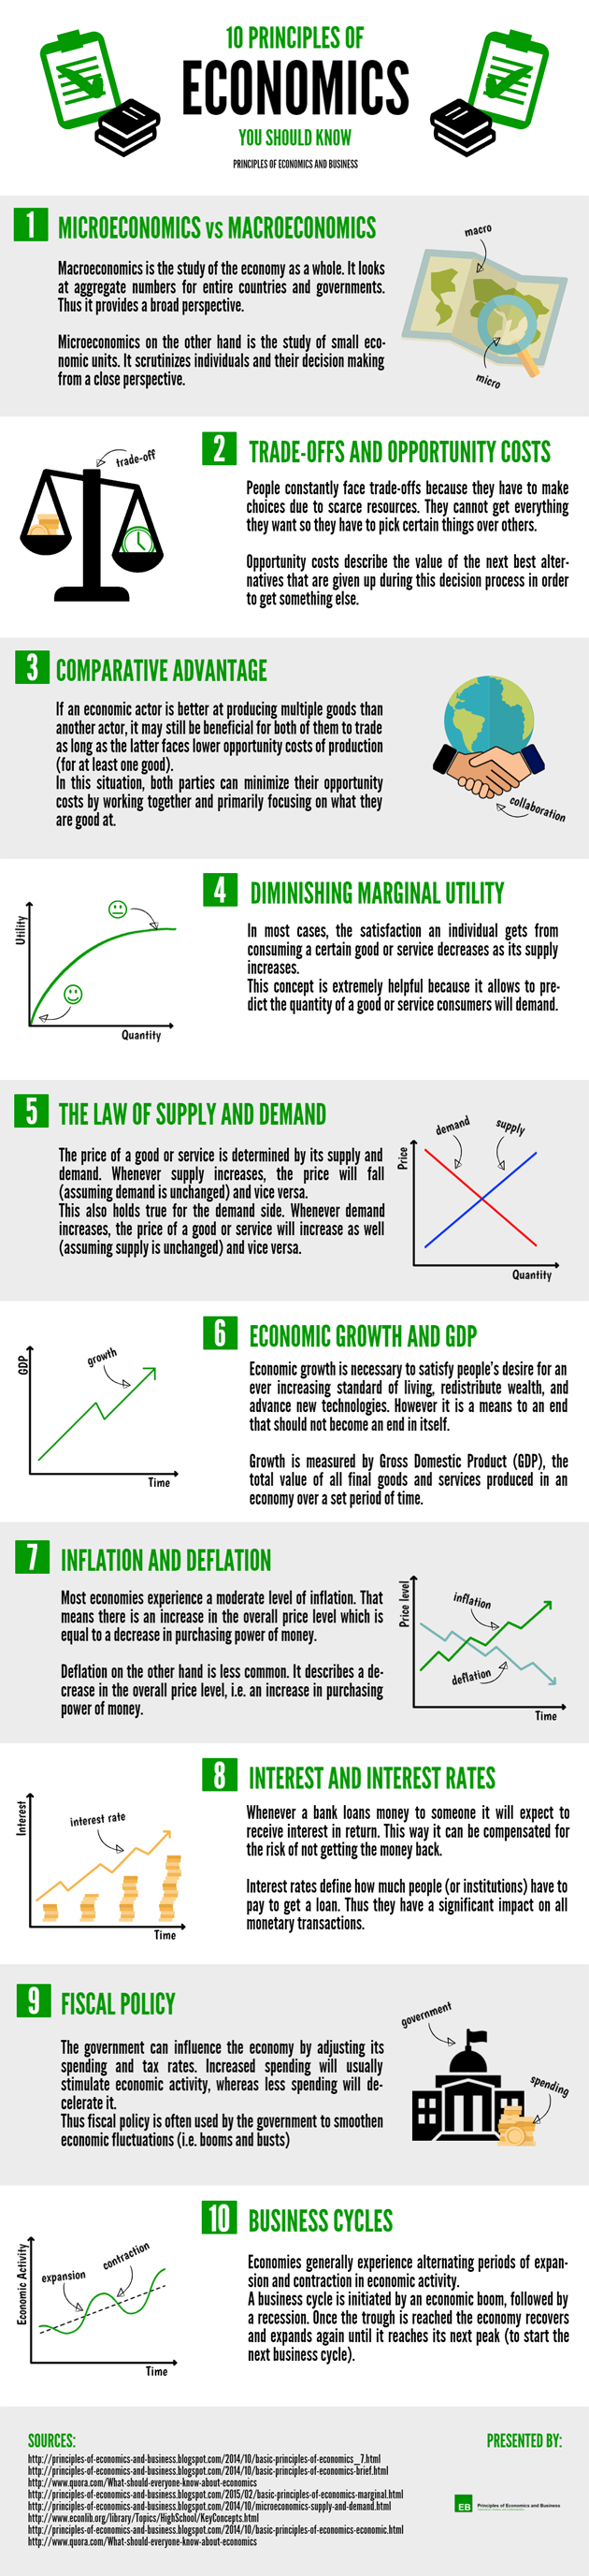 10 PRINCIPLES OF
ECONOMICS
YOU SHOULD KNOW
PRINCIPLES OF ECONOMICS AND BUSINESS
1 MICROECONOMICS vs MACROECONOMICS
Macroeconomics is the study of the economy as a whole. It looks
at aggregate numbers for entire countries and governments.
Thus it provides a broad perspective.
Microeconomics on the other hand is the study of small eco-
nomic units. It scrutinizes individuals and their decision making
from a close perspective.
macro
micro
2 TRADE-OFFS AND OPPORTUNITY COSTS
trade-off
People constantly face trade-offs because they have to make
choices due to scarce resources. They cannot get everything
they want so they have to pick certain things over others.
Opportunity costs describe the value of the next best alter-
natives that are given up during this decision process in order
to get something else.
3 COMPARATIVE ADVANTAGE
If an economic actor is better at producing multiple goods than
another actor, it may still be beneficial for both of them to trade
as long as the latter faces lower opportunity costs of production
(for at least one good).
In this situation, both parties can minimize their opportunity
costs by working together and primarily focusing on what they
are good at.
collaboration
4 DIMINISHING MARGINAL UTILITY
Utility
Quantity
In most cases, the satisfaction an individual gets from
consuming a certain good or service decreases as its supply
increases.
This concept is extremely helpful because it allows to pre-
dict the quantity of a good or service consumers will demand.
5 THE LAW OF SUPPLY AND DEMAND
The price of a good or service is determined by its supply and
demand. Whenever supply increases, the price will fall
(assuming demand is unchanged) and vice versa.
This also holds true for the demand side. Whenever demand
increases, the price of a good or service will increase as well
(assuming supply is unchanged) and vice versa.
demand
supply
Price
Quantity
6 ECONOMIC GROWTH AND GDP
GDP
growth
Time
Economic growth is necessary to satisfy people's desire for an
ever increasing standard of living, redistribute wealth, and
advance new technologies. However it is a means to an end
that should not become an end in itself.
Growth is measured by Gross Domestic Product (GDP), the
total value of all final goods and services produced in an
economy over a set period of time.
7 INFLATION AND DEFLATION
Most economies experience a moderate level of inflation. That
means there is an increase in the overall price level which is
equal to a decrease in purchasing power of money.
Deflation on the other hand is less common. It describes a de-
crease in the overall price level, i.e. an increase in purchasing
power of money.
Price level
inflation
deflation
Time
8 INTEREST AND INTEREST RATES
Interest
interest rate
Time
Whenever a bank loans money to someone it will expect to
receive interest in return. This way it can be compensated for
the risk of not getting the money back.
Interest rates define how much people (or institutions) have to
pay to get a loan. Thus they have a significant impact on all
monetary transactions.
9 FISCAL POLICY
The government can influence the economy by adjusting its
spending and tax rates. Increased spending will usually
stimulate economic activity, whereas less spending will de-
celerate it.
Thus fiscal policy is often used by the government to smoothen
economic fluctuations (i.e. booms and busts)
government
spending
10 BUSINESS CYCLES
Economic Activity
expansion
contraction
Time
Economies generally experience alternating periods of expan-
sion and contraction in economic activity.
A business cycle is initiated by an economic boom, followed by
a recession. Once the trough is reached the economy recovers
and expands again until it reaches its next peak (to start the
next business cycle).
SOURCES:
http://principles-of-economics-and-business.blogspot.com/2014/10/basic-principles-of-economics_7.html
http://principles-of-economics-and-business.blogspot.com/2014/10/basic-principles-of-economics-brief.html
http://www.quora.com/What-should-everyone-know-about-economics
http://principles-of-economics-and-business.blogspot.com/2015/02/basic-principles-of-economics-marginal.html
http://principles-of-economics-and-business.blogspot.com/2014/10/microeconomics-supply-and-demand.html
http://www.econlib.org/library/Topics/HighSchool/KeyConcepts.html
http://principles-of-economics-and-business.blogspot.com/2014/10/basic-principles-of-economics-economic.html
http://www.quora.com/What-should-everyone-know-about-economics
PRESENTED BY:
EB
Principles of Economics and Business